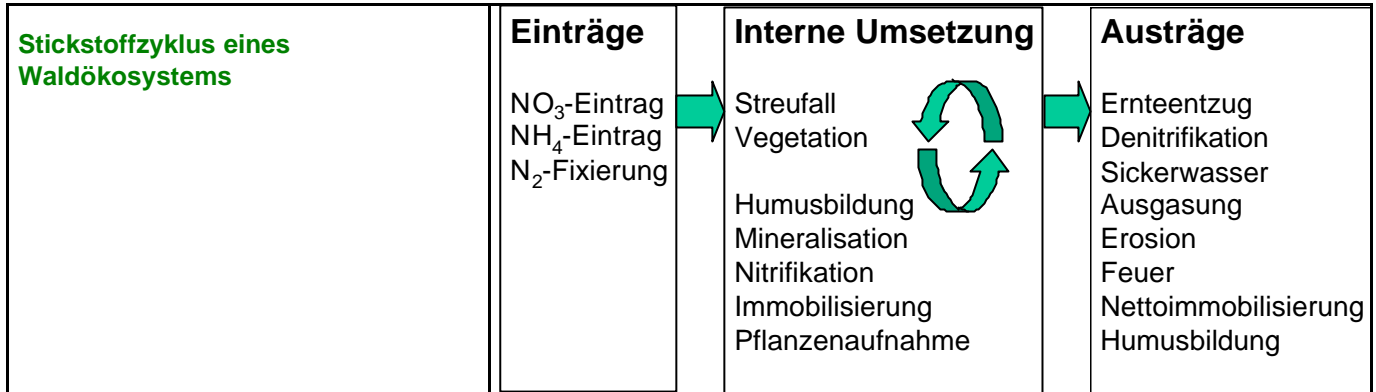 Stickstoffzyklus eines
Waldökosystems
Einträge
NO₃-Eintrag
NH₄-Eintrag
N₂-Fixierung
Interne Umsetzung
Streufall
Vegetation
Humusbildung
Mineralisation
Nitrifikation
Immobilisierung
Pflanzenaufnahme
Austräge
Ernteentzug
Denitrifikation
Sickerwasser
Ausgasung
Erosion
Feuer
Nettoimmobilisierung
Humusbildung